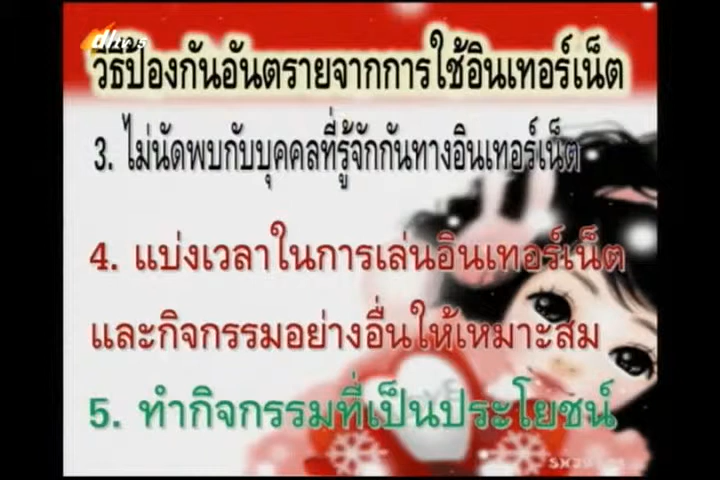 วิธีป้องกันอันตรายจากการใช้อินเทอร์เน็ต
3. ไม่นัดพบกับบุคคลที่รู้จักกันทางอินเทอร์เน็ต
4. แบ่งเวลาในการเล่นอินเทอร์เน็ต
และกิจกรรมอย่างอื่นให้เหมาะสม
5. ทำกิจกรรมที่เป็นประโยชน์